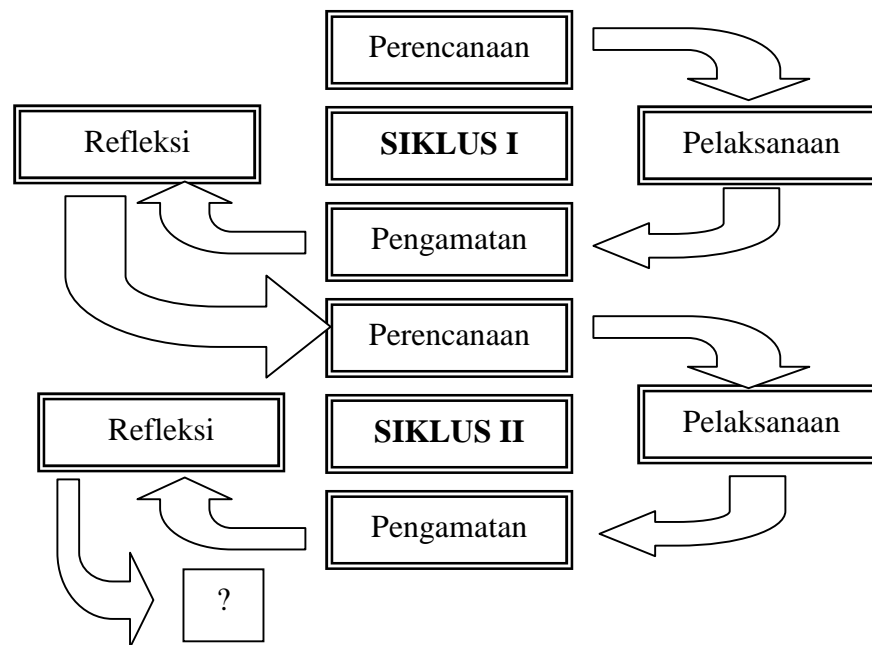 Perencanaan
Refleksi
SIKLUS I
Pelaksanaan
Pengamatan
Perencanaan
Refleksi
SIKLUS II
Pelaksanaan
Pengamatan
?